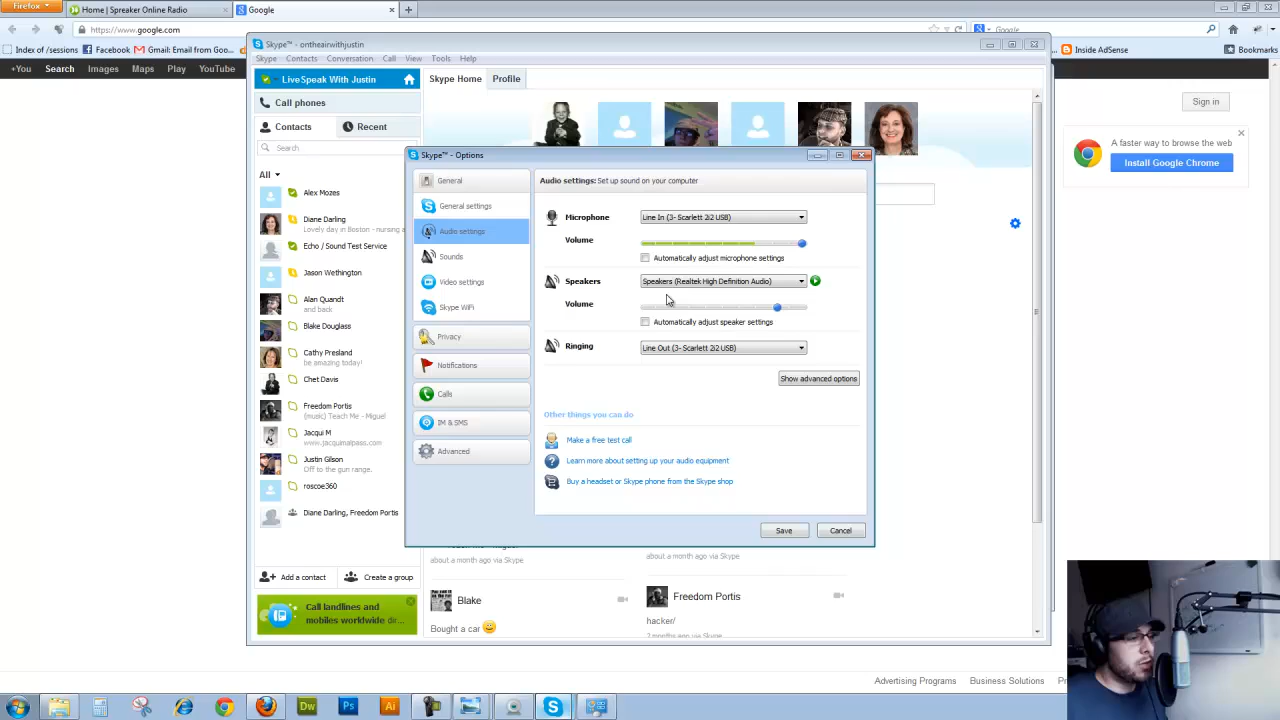 Firefox
Home | Spreaker Online Radio
Google
https://www.google.com
Google
Index of /sessions
Facebook
Gmail: Email from Go...
Inside AdSense
Bookmarks
+You
Search
Images
Maps
Play
YouTube
Sign in
A faster way to browse the web
Install Google Chrome
Skype™ - ontheairwithjustin
Skype
Contacts
Conversation
Call
View
Tools
Help
LiveSpeak With Justin
Skype Home
Profile
Call phones
Contacts
Recent
Search
All
Alex Mozes
Diane Darling
Lovely day in Boston - nursing a
Echo / Sound Test Service
Jason Wethington
Alan Quandt
and back
Blake Douglass
Cathy Presland
be amazing today!
Chet Davis
Freedom Portis
(music) Teach Me - Miguel
Jacqui M
www.jacquimalpass.com
Justin Gilson
Off to the gun range.
roscoe360
Diane Darling, Freedom Portis
Add a contact
Create a group
Call landlines and
mobiles worldwide dir...
Skype™ - Options
General
General settings
Audio settings
Sounds
Video settings
Skype WiFi
Privacy
Notifications
Calls
IM & SMS
Advanced
Audio settings: Set up sound on your computer
Microphone
Line In (3- Scarlett 2i2 USB)
Volume
Automatically adjust microphone settings
Speakers
Speakers (Realtek High Definition Audio)
Volume
Automatically adjust speaker settings
Ringing
Line Out (3- Scarlett 2i2 USB)
Show advanced options
Other things you can do
Make a free test call
Learn more about setting up your audio equipment
Buy a headset or Skype phone from the Skype shop
Save
Cancel
about a month ago via Skype
about a month ago via Skype
Blake
Freedom Portis
Bought a car
hacker/
2 months ago via Skype
Advertising Programs
Business Solutions
Dw
Ps
Ai